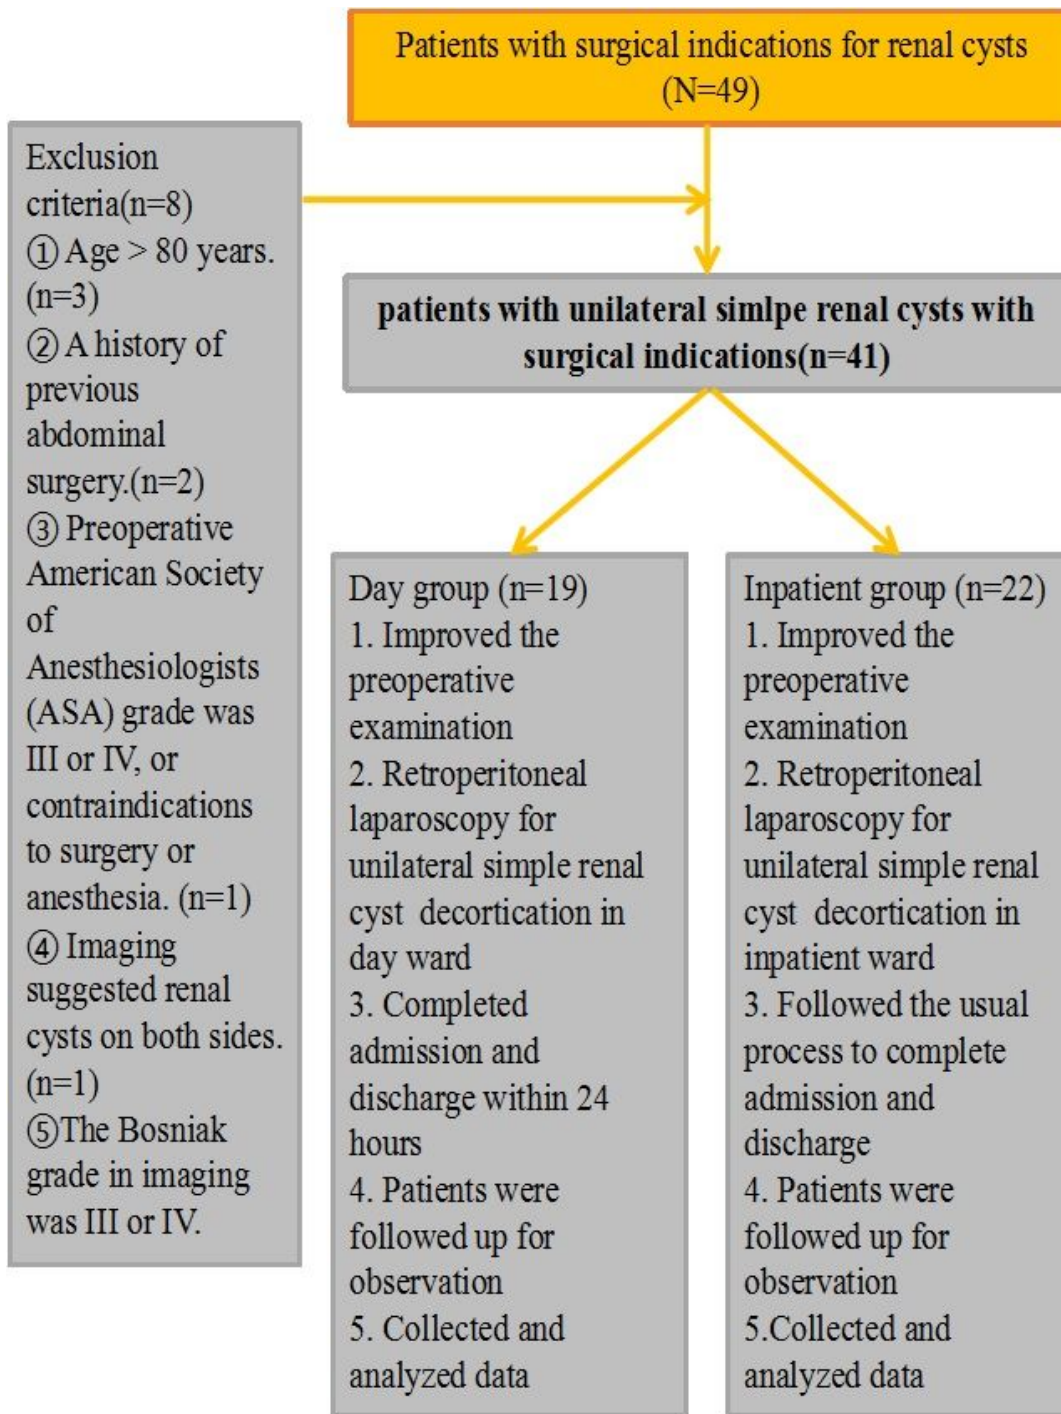 Patients with surgical indications for renal cysts
(N=49)
Exclusion
criteria(n=8)
① Age > 80 years.
(n=3)
② A history of
previous
abdominal
surgery.(n=2)
③ Preoperative
American Society
of
Anesthesiologists
(ASA) grade was
III or IV, or
contraindications
to surgery or
anesthesia. (n=1)
④ Imaging
suggested renal
cysts on both sides.
(n=1)
⑤The Bosniak
grade in imaging
was III or IV.
patients with unilateral simlpe renal cysts with
surgical indications(n=41)
Day group (n=19)
1. Improved the
preoperative
examination
2. Retroperitoneal
laparoscopy for
unilateral simple renal
cyst decortication in
day ward
3. Completed
admission and
discharge within 24
hours
4. Patients were
followed up for
observation
5. Collected and
analyzed data
Inpatient group (n=22)
1. Improved the
preoperative
examination
2. Retroperitoneal
laparoscopy for
unilateral simple renal
cyst decortication in
inpatient ward
3. Followed the usual
process to complete
admission and
discharge
4. Patients were
followed up for
observation
5.Collected and
analyzed data